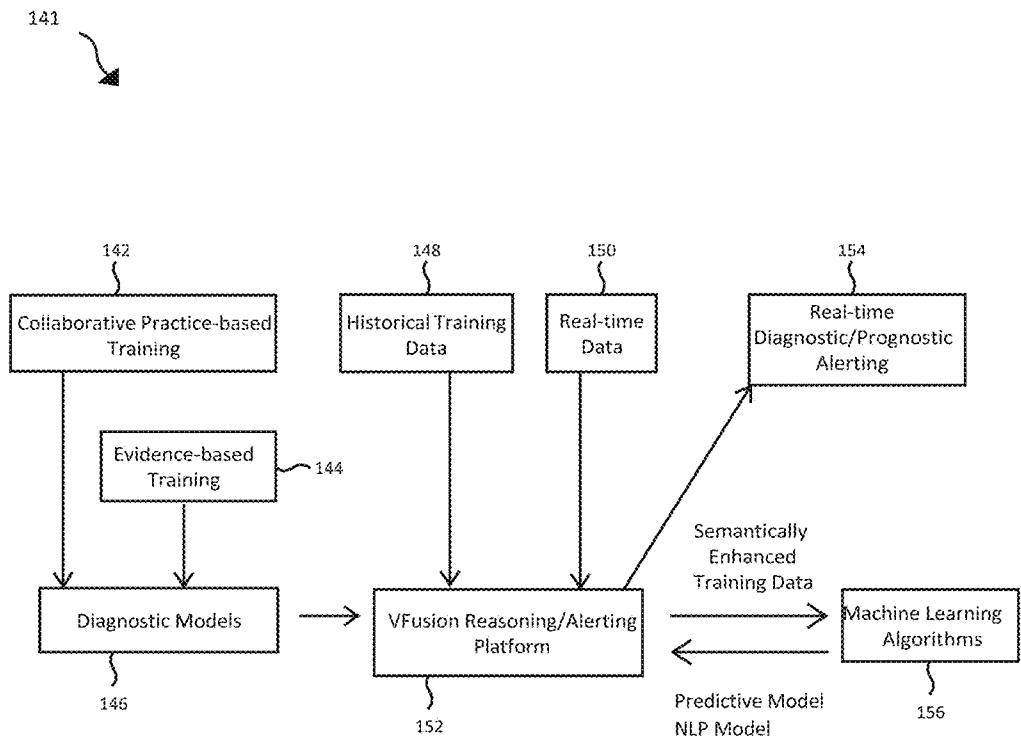 141
142
148
150
154
Collaborative Practice-based
Training
Historical Training
Data
Real-time
Data
Real-time
Diagnostic/Prognostic
Alerting
Evidence-based
Training
144
Semantically
Enhanced
Training Data
Diagnostic Models
VFusion Reasoning/Alerting
Platform
Machine Learning
Algorithms
146
152
Predictive Model
NLP Model
156